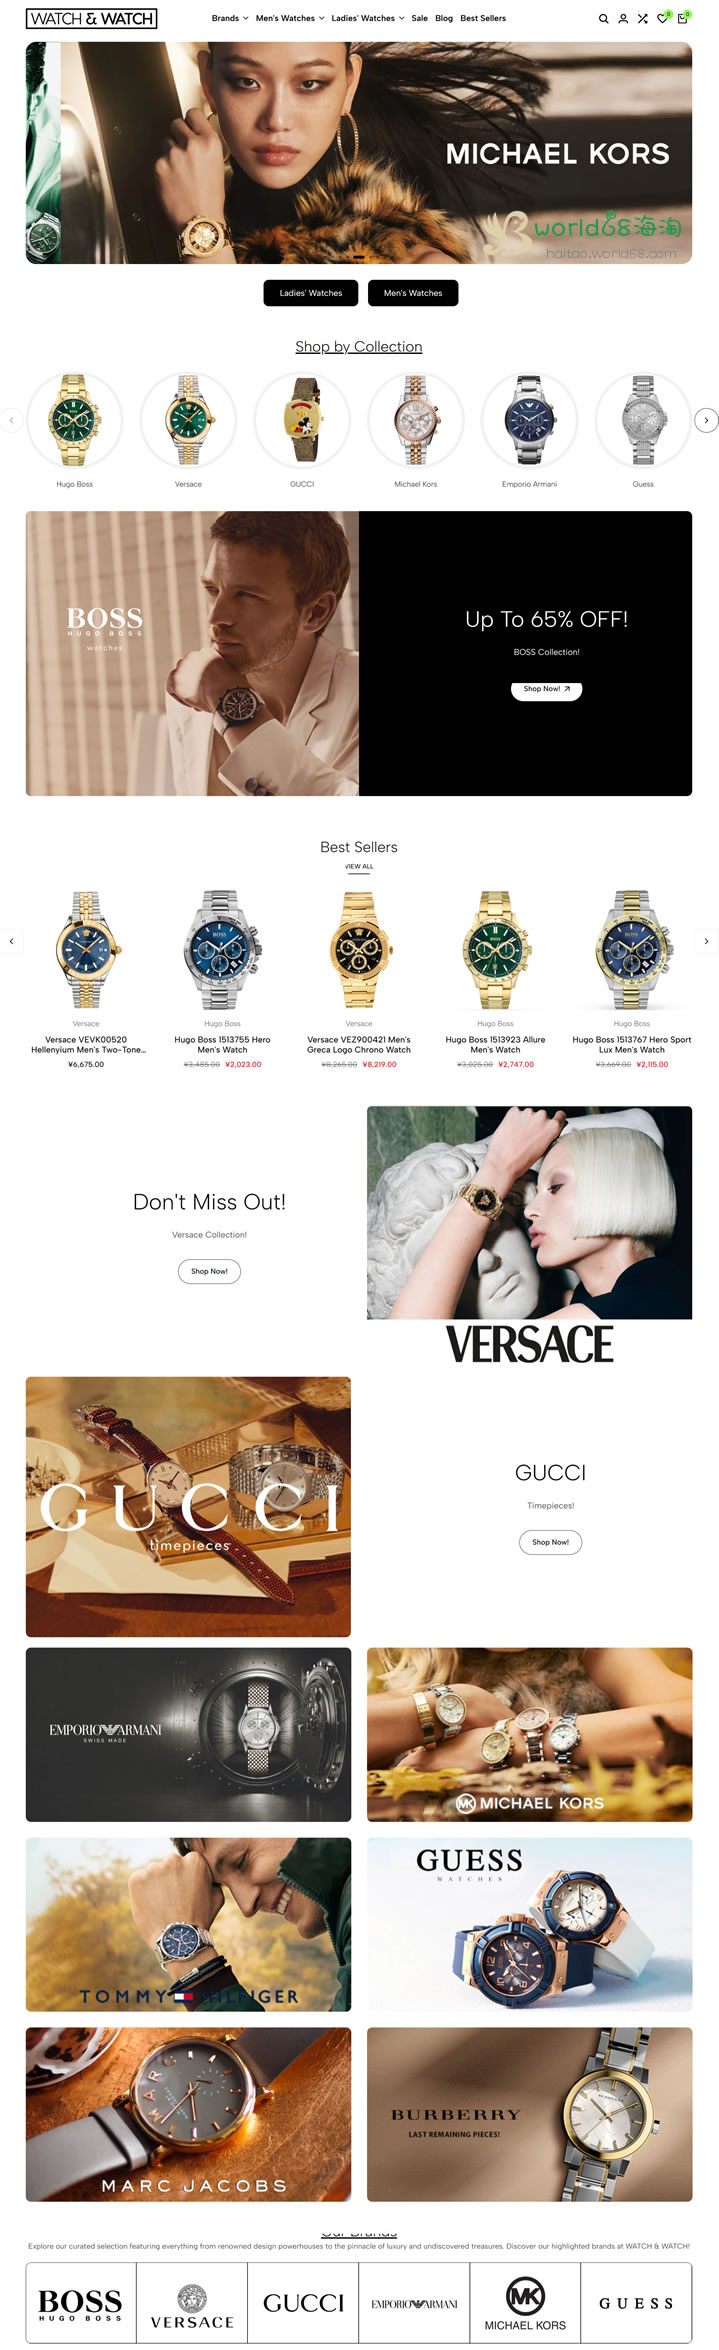 WATCH & WATCH
Brands Men's Watches Ladies' Watches Sale Blog Best Sellers
0 0
MICHAEL KORS
world68海淘
haitao.world68.com
Ladies' Watches Men's Watches
Shop by Collection
Hugo Boss Versace GUCCI Michael Kors Emporio Armani Guess
BOSS
HUGO BOSS
watches
Up To 65% OFF!
BOSS Collection!
Shop Now!
Best Sellers
VIEW ALL
Versace Hugo Boss Versace Hugo Boss Hugo Boss
Versace VEVK00520 Hugo Boss 1513755 Hero Versace VEZ900421 Men's Hugo Boss 1513923 Allure Hugo Boss 1513767 Hero Sport
Hellenyium Men's Two-Tone... Men's Watch Greca Logo Chrono Watch Men's Watch Lux Men's Watch
¥6,675.00 ¥3,485.00 ¥2,023.00 ¥8,265.00 ¥8,219.00 ¥3,025.00 ¥2,747.00 ¥3,669.00 ¥2,115.00
Don't Miss Out!
Versace Collection!
Shop Now!
VERSACE
GUCCI
timepieces
GUCCI
Timepieces!
Shop Now!
EMPORIO ARMANI
SWISS MADE
MK MICHAEL KORS
TOMMY HILFIGER
GUESS
WATCHES
MARC JACOBS
BURBERRY
LAST REMAINING PIECES!
Our Brands
Explore our curated selection featuring everything from renowned design powerhouses to the pinnacle of luxury and undiscovered treasures. Discover our highlighted brands at WATCH & WATCH!
BOSS
HUGO BOSS
VERSACE
GUCCI
EMPORIO ARMANI
MK
MICHAEL KORS
GUESS